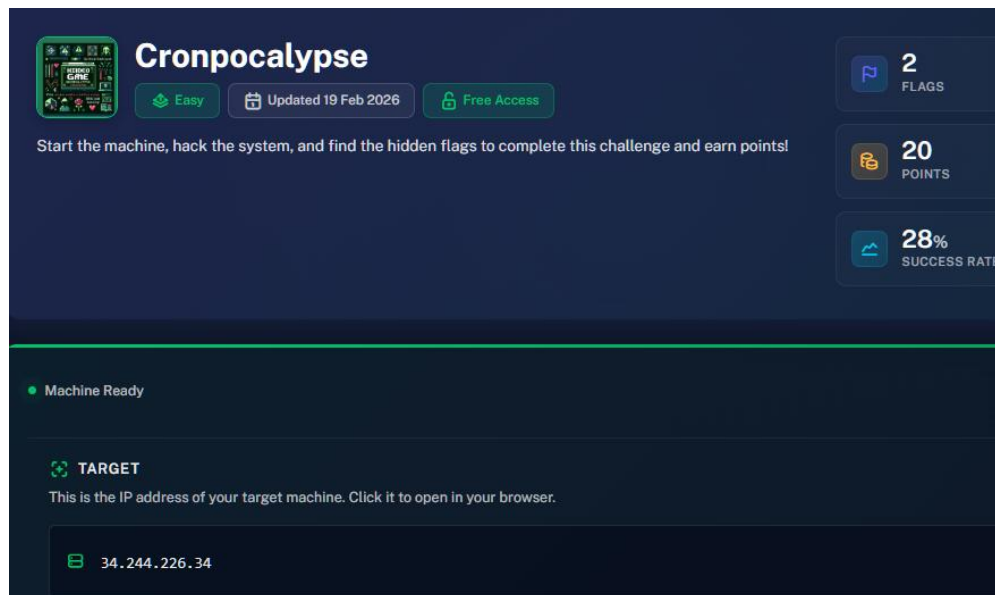 Cronpocalypse
Easy
Updated 19 Feb 2026
Free Access
Start the machine, hack the system, and find the hidden flags to complete this challenge and earn points!
2
FLAGS
20
POINTS
28%
SUCCESS RATE
Machine Ready
TARGET
This is the IP address of your target machine. Click it to open in your browser.
34.244.226.34